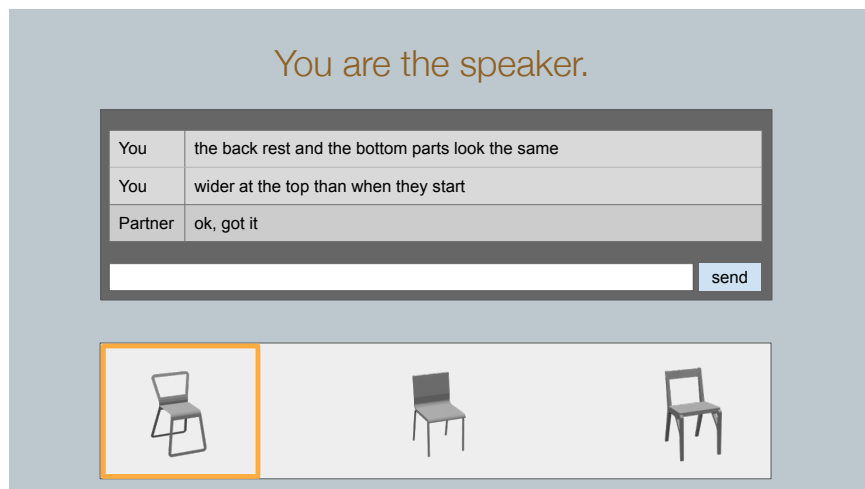 You are the speaker.
You the back rest and the bottom parts look the same
You wider at the top than when they start
Partner ok, got it
send